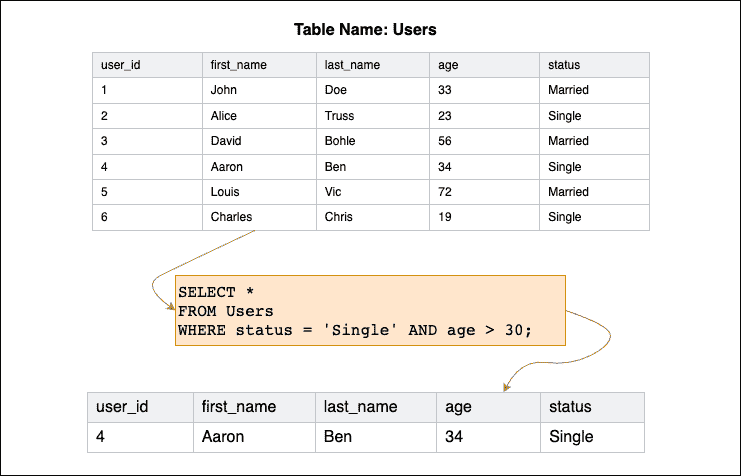 Table Name: Users
user_id first_name last_name age status
1 John Doe 33 Married
2 Alice Truss 23 Single
3 David Bohle 56 Married
4 Aaron Ben 34 Single
5 Louis Vic 72 Married
6 Charles Chris 19 Single
SELECT *
FROM Users
WHERE status = 'Single' AND age > 30;
user_id first_name last_name age status
4 Aaron Ben 34 Single